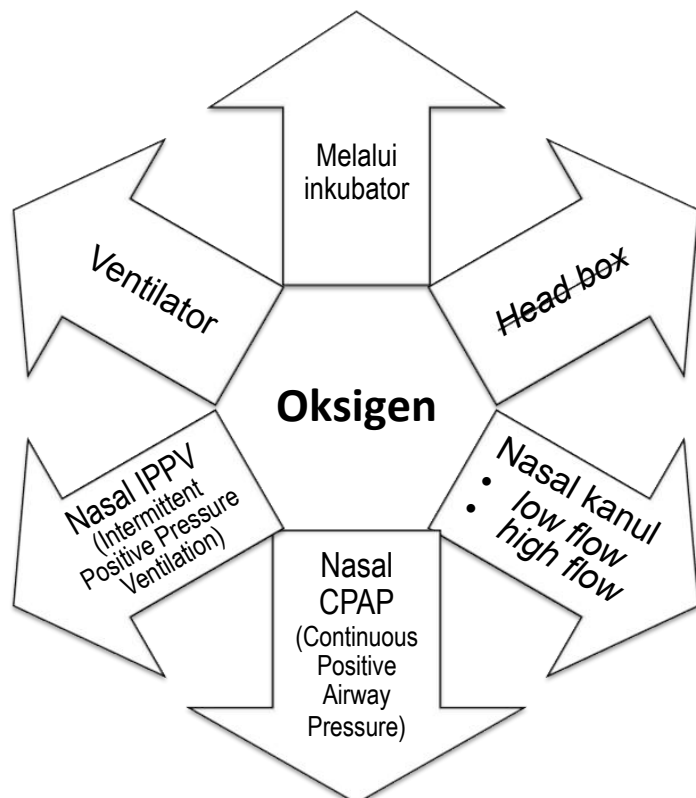 Melalui
inkubator
Head box
Nasal kanul
• low flow
• high flow
Nasal
CPAP
(Continuous
Positive
Airway
Pressure)
Nasal IPPV
(Intermittent
Positive Pressure
Ventilation)
Ventilator
Oksigen